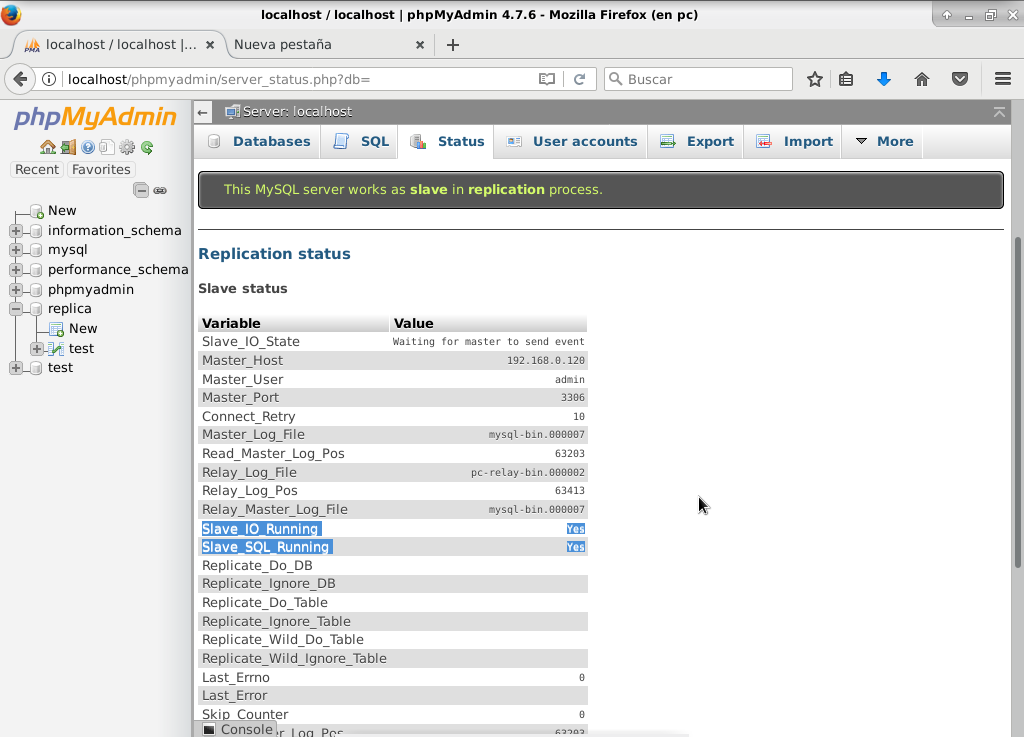 localhost / localhost | phpMyAdmin 4.7.6 - Mozilla Firefox (en pc)
localhost / localhost |... Nueva pestaña
localhost/phpmyadmin/server_status.php?db= Buscar
phpMyAdmin
Recent Favorites
New
information_schema
mysql
performance_schema
phpmyadmin
replica
New
test
test
Server: localhost
Databases SQL Status User accounts Export Import More
This MySQL server works as slave in replication process.
Replication status
Slave status
Variable Value
Slave_IO_State Waiting for master to send event
Master_Host 192.168.0.120
Master_User admin
Master_Port 3306
Connect_Retry 10
Master_Log_File mysql-bin.000007
Read_Master_Log_Pos 63203
Relay_Log_File pc-relay-bin.000002
Relay_Log_Pos 63413
Relay_Master_Log_File mysql-bin.000007
Slave_IO_Running Yes
Slave_SQL_Running Yes
Replicate_Do_DB
Replicate_Ignore_DB
Replicate_Do_Table
Replicate_Ignore_Table
Replicate_Wild_Do_Table
Replicate_Wild_Ignore_Table
Last_Errno 0
Last_Error
Skip_Counter 0
r_Log_Pos 63203
Console